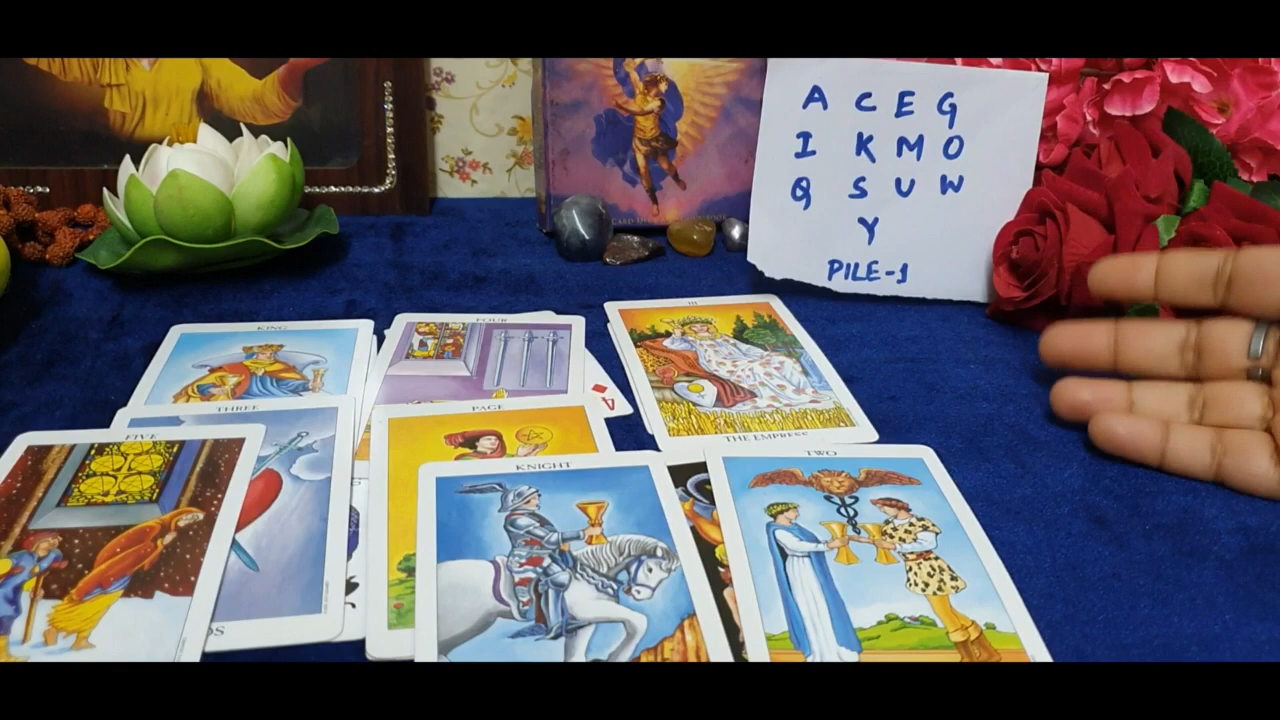 A C E G
I K M O
Q S U W
Y
PILE-1
KING
FOUR
III
THE EMPRESS
THREE
PAGE
FIVE
KNIGHT
TWO